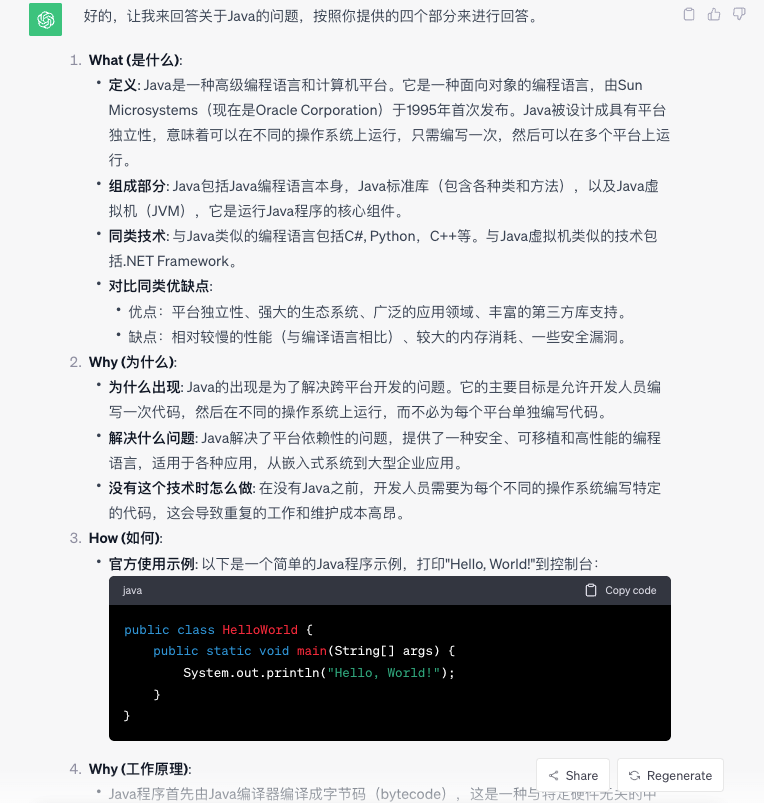 好的，让我来回答关于Java的问题，按照你提供的四个部分来进行回答。
1. What (是什么):
• 定义: Java是一种高级编程语言和计算机平台。它是一种面向对象的编程语言，由Sun
Microsystems（现在是Oracle Corporation）于1995年首次发布。Java被设计成具有平台
独立性，意味着可以在不同的操作系统上运行，只需编写一次，然后可以在多个平台上运
行。
• 组成部分: Java包括Java编程语言本身，Java标准库（包含各种类和方法），以及Java虚
拟机（JVM），它是运行Java程序的核心组件。
• 同类技术: 与Java类似的编程语言包括C#, Python，C++等。与Java虚拟机类似的技术包
括.NET Framework。
• 对比同类优缺点:
• 优点：平台独立性、强大的生态系统、广泛的应用领域、丰富的第三方库支持。
• 缺点：相对较慢的性能（与编译语言相比）、较大的内存消耗、一些安全漏洞。
2. Why (为什么):
• 为什么出现: Java的出现是为了解决跨平台开发的问题。它的主要目标是允许开发人员编
写一次代码，然后在不同的操作系统上运行，而不必为每个平台单独编写代码。
• 解决什么问题: Java解决了平台依赖性的问题，提供了一种安全、可移植和高性能的编程
语言，适用于各种应用，从嵌入式系统到大型企业应用。
• 没有这个技术时怎么做: 在没有Java之前，开发人员需要为每个不同的操作系统编写特定
的代码，这会导致重复的工作和维护成本高昂。
3. How (如何):
• 官方使用示例: 以下是一个简单的Java程序示例，打印"Hello, World!"到控制台：
java Copy code
public class HelloWorld {
    public static void main(String[] args) {
        System.out.println("Hello, World!");
    }
}
4. Why (工作原理):
Share Regenerate
• Java程序首先由Java编译器编译成字节码（bytecode），这是一种与特定硬件无关的中